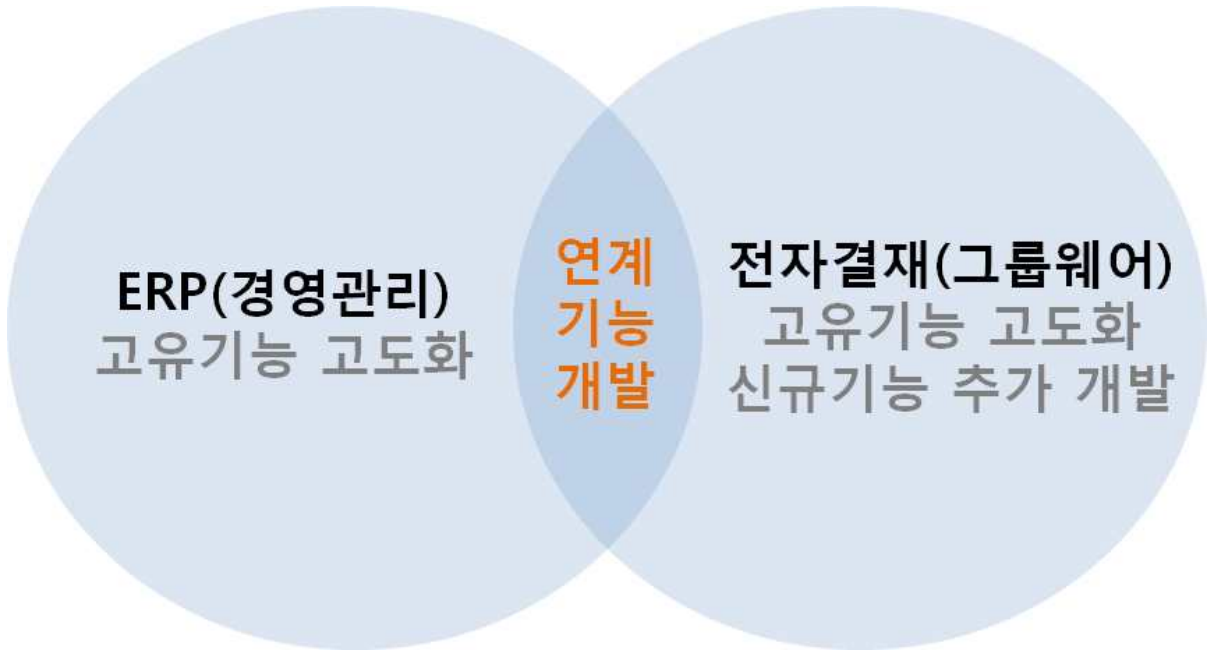 ERP(경영관리)
고유기능 고도화
연계
기능
개발
전자결재(그룹웨어)
고유기능 고도화
신규기능 추가 개발